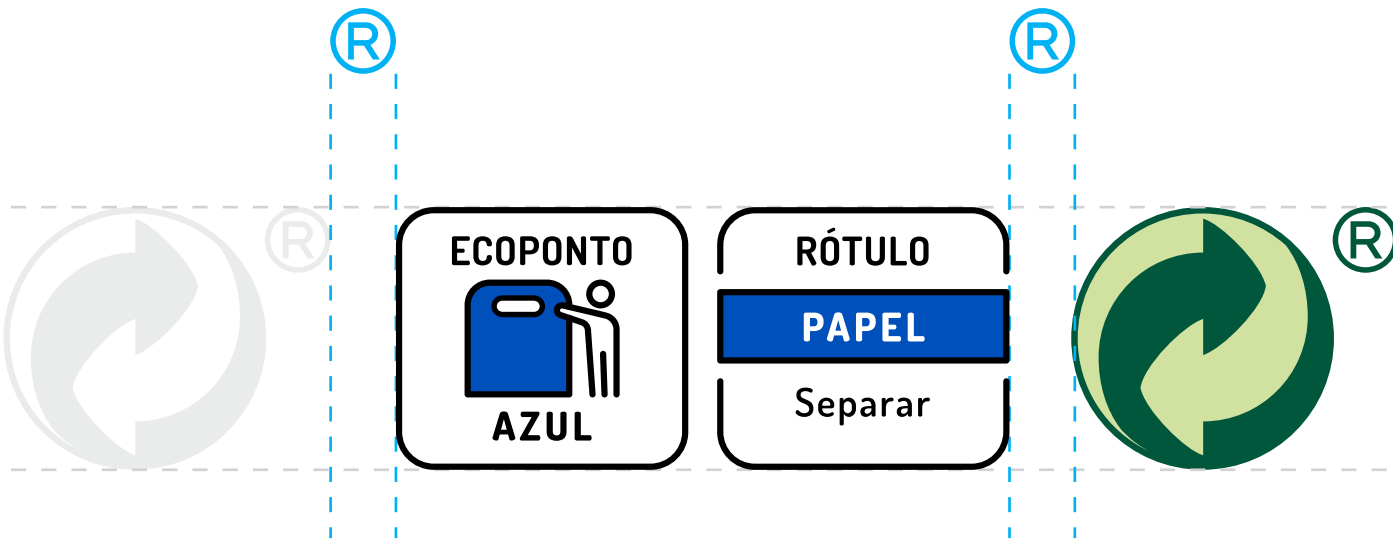 ®
®
®
ECOPONTO
AZUL
RÓTULO
PAPEL
Separar
®